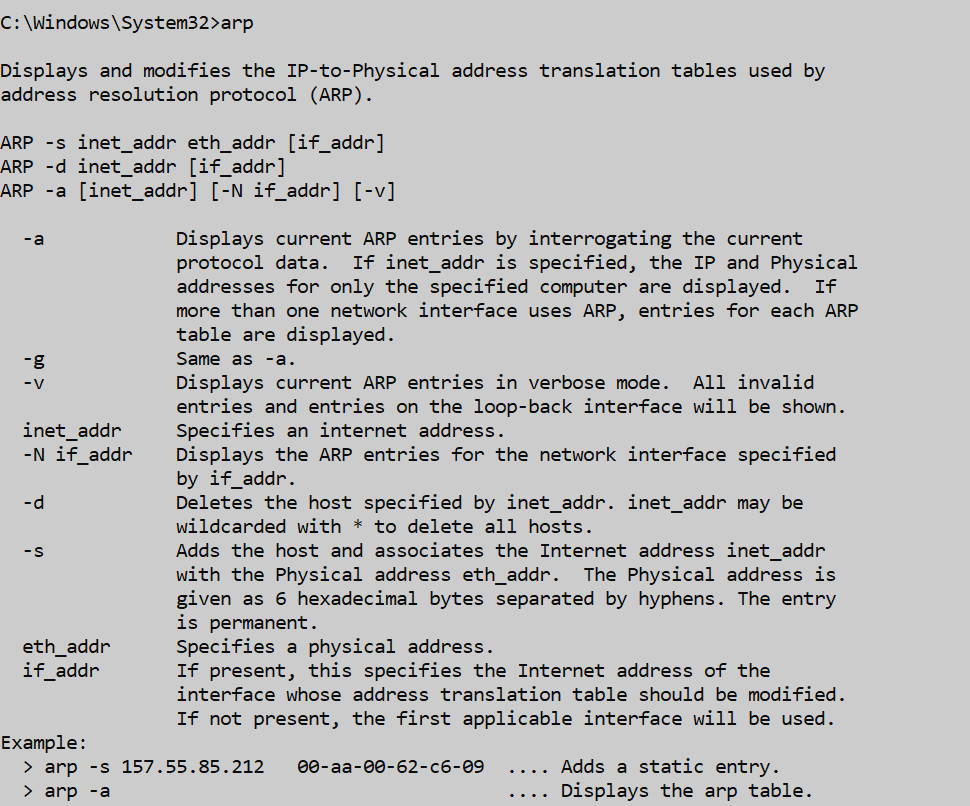 C:\Windows\System32>arp

Displays and modifies the IP-to-Physical address translation tables used by
address resolution protocol (ARP).

ARP -s inet_addr eth_addr [if_addr]
ARP -d inet_addr [if_addr]
ARP -a [inet_addr] [-N if_addr] [-v]

  -a            Displays current ARP entries by interrogating the current
                protocol data.  If inet_addr is specified, the IP and Physical
                addresses for only the specified computer are displayed.  If
                more than one network interface uses ARP, entries for each ARP
                table are displayed.
  -g            Same as -a.
  -v            Displays current ARP entries in verbose mode.  All invalid
                entries and entries on the loop-back interface will be shown.
  inet_addr     Specifies an internet address.
  -N if_addr    Displays the ARP entries for the network interface specified
                by if_addr.
  -d            Deletes the host specified by inet_addr. inet_addr may be
                wildcarded with * to delete all hosts.
  -s            Adds the host and associates the Internet address inet_addr
                with the Physical address eth_addr.  The Physical address is
                given as 6 hexadecimal bytes separated by hyphens. The entry
                is permanent.
  eth_addr      Specifies a physical address.
  if_addr       If present, this specifies the Internet address of the
                interface whose address translation table should be modified.
                If not present, the first applicable interface will be used.
Example:
  > arp -s 157.55.85.212   00-aa-00-62-c6-09  .... Adds a static entry.
  > arp -a                                    .... Displays the arp table.